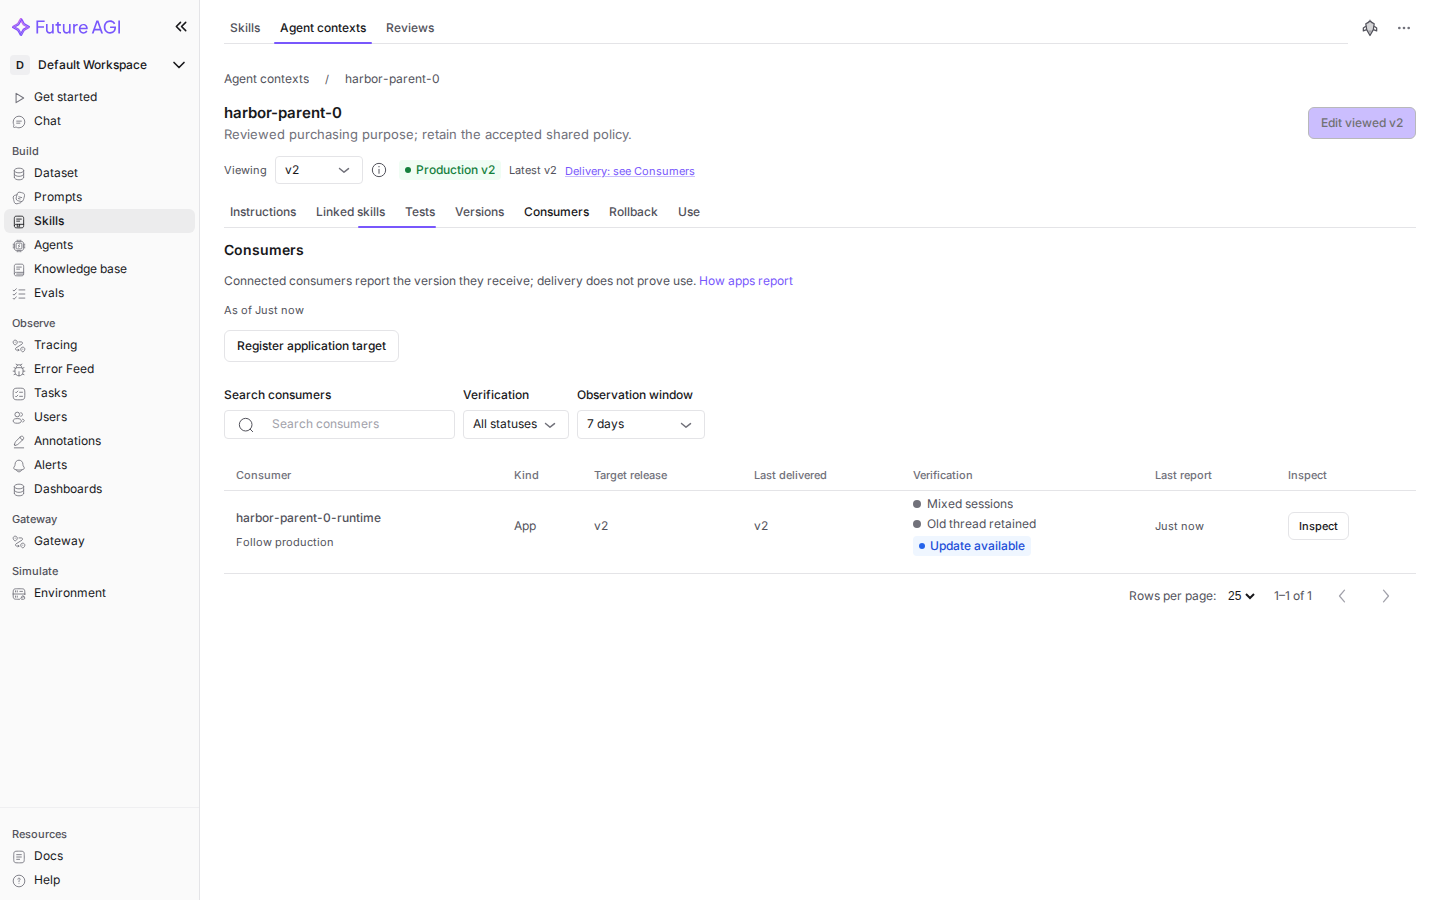 Future AGI
D Default Workspace
Get started
Chat
Build
Dataset
Prompts
Skills
Agents
Knowledge base
Evals
Observe
Tracing
Error Feed
Tasks
Users
Annotations
Alerts
Dashboards
Gateway
Gateway
Simulate
Environment
Resources
Docs
Help
Skills Agent contexts Reviews
Agent contexts / harbor-parent-0
harbor-parent-0
Reviewed purchasing purpose; retain the accepted shared policy.
Edit viewed v2
Viewing v2 Production v2 Latest v2 Delivery: see Consumers
Instructions Linked skills Tests Versions Consumers Rollback Use
Consumers
Connected consumers report the version they receive; delivery does not prove use. How apps report
As of Just now
Register application target
Search consumers Verification Observation window
Search consumers All statuses 7 days
Consumer Kind Target release Last delivered Verification Last report Inspect
harbor-parent-0-runtime
Follow production
App v2 v2
Mixed sessions
Old thread retained
Update available
Just now Inspect
Rows per page: 25 1–1 of 1